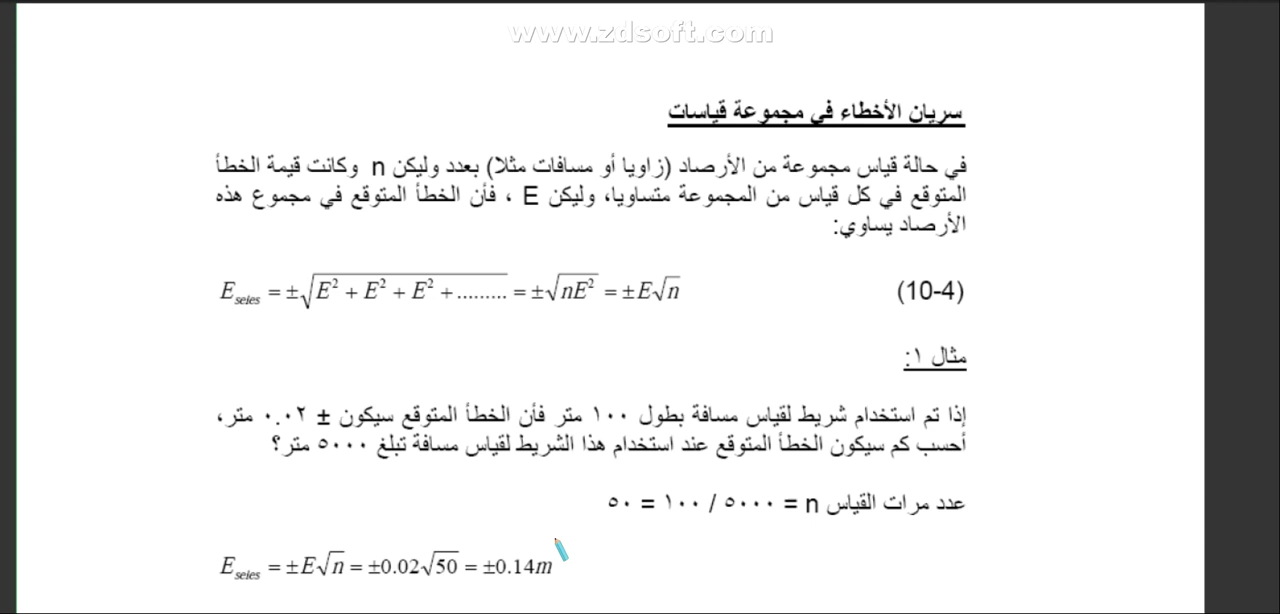 www.zdsoft.com
سريان الأخطاء في مجموعة قياسات
في حالة قياس مجموعة من الأرصاد (زاويا أو مسافات مثلا) بعدد وليكن n وكانت قيمة الخطأ
المتوقع في كل قياس من المجموعة متساويا، وليكن E ، فأن الخطأ المتوقع في مجموع هذه
الأرصاد يساوي:
E_seies = ±√(E² + E² + E² + .........) = ±√(nE²) = ±E√n (10-4)
مثال ١:
إذا تم استخدام شريط لقياس مسافة بطول ١٠٠ متر فأن الخطأ المتوقع سيكون ± ٠.٠٢ متر،
أحسب كم سيكون الخطأ المتوقع عند استخدام هذا الشريط لقياس مسافة تبلغ ٥٠٠٠ متر؟
عدد مرات القياس n = ٥٠٠٠ / ١٠٠ = ٥٠
E_seies = ±E√n = ±0.02√50 = ±0.14m